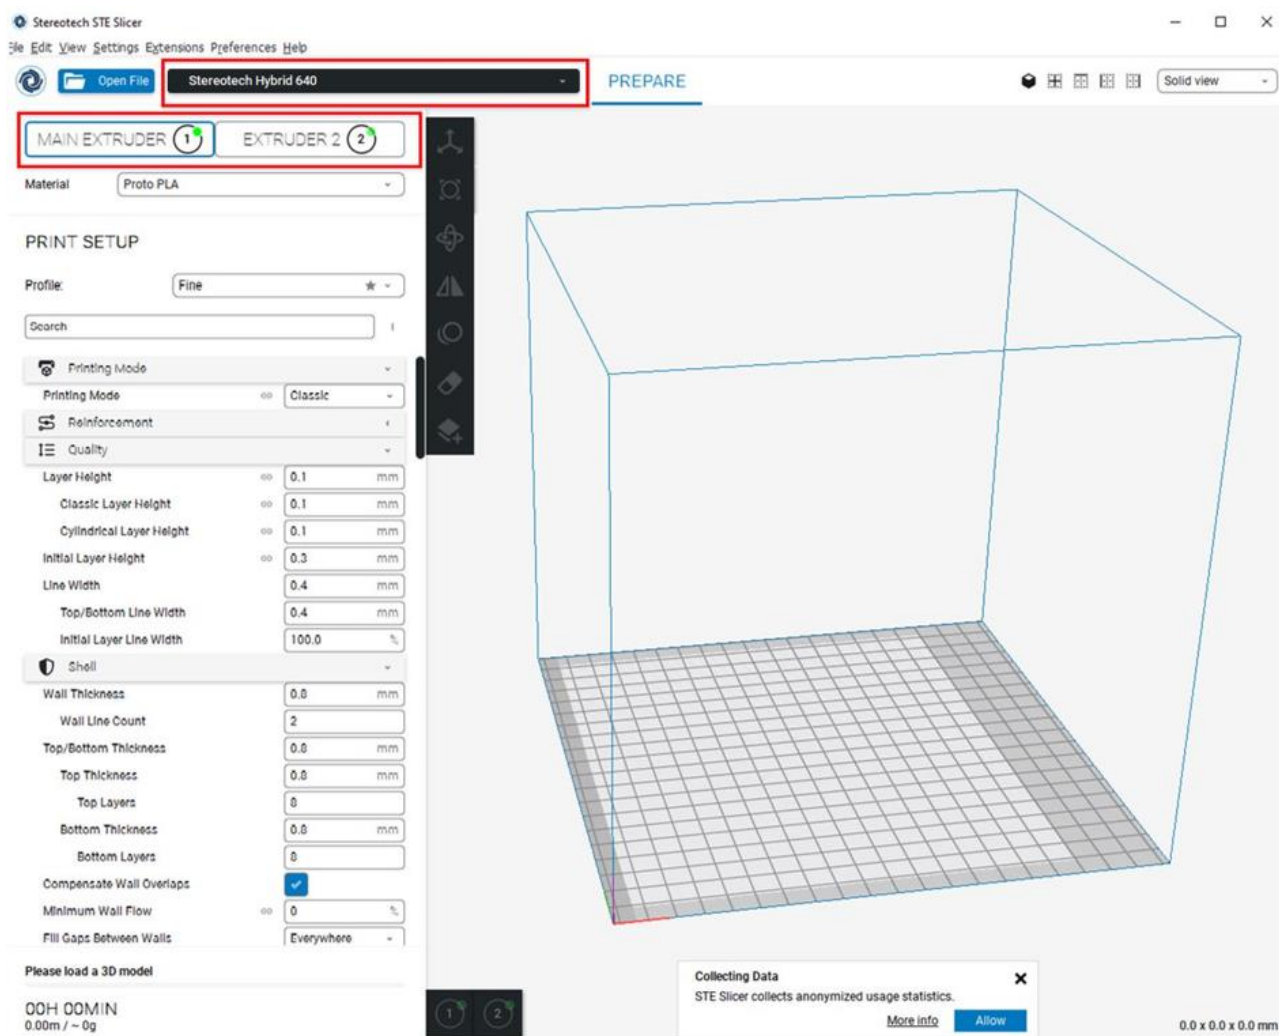 Stereotech STE Slicer
File Edit View Settings Extensions Preferences Help
Open File
Stereotech Hybrid 640
PREPARE
Solid view
MAIN EXTRUDER 1
EXTRUDER 2 2
Material Proto PLA
PRINT SETUP
Profile: Fine
Search
Printing Mode
Printing Mode Classic
Reinforcement
Quality
Layer Height 0.1 mm
Classic Layer Height 0.1 mm
Cylindrical Layer Height 0.1 mm
Initial Layer Height 0.3 mm
Line Width 0.4 mm
Top/Bottom Line Width 0.4 mm
Initial Layer Line Width 100.0 %
Shell
Wall Thickness 0.8 mm
Wall Line Count 2
Top/Bottom Thickness 0.8 mm
Top Thickness 0.8 mm
Top Layers 8
Bottom Thickness 0.8 mm
Bottom Layers 8
Compensate Wall Overlaps
Minimum Wall Flow 0 %
Fill Gaps Between Walls Everywhere
Please load a 3D model
00H 00MIN
0.00m / ~ 0g
1 2
Collecting Data
STE Slicer collects anonymized usage statistics.
More info Allow
0.0 x 0.0 x 0.0 mm